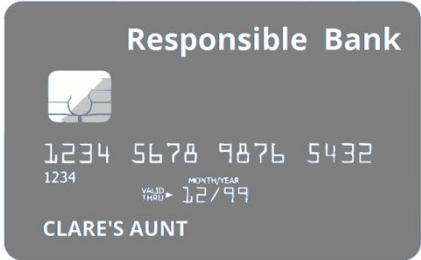 Responsible Bank
1234 5678 9876 5432
1234
MONTH/YEAR
VALID THRU 12/99
CLARE'S AUNT